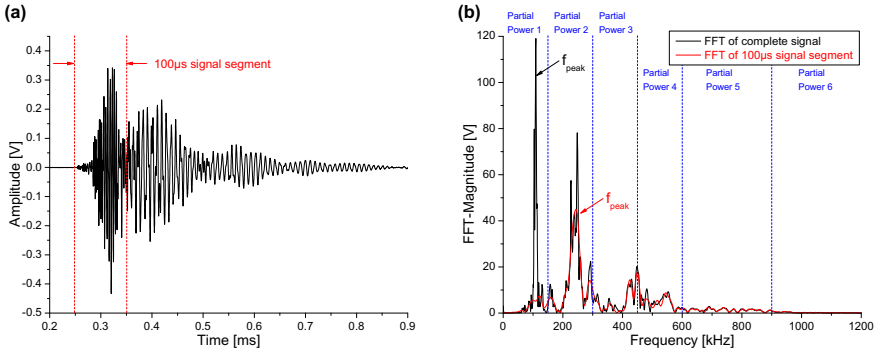 (a)
100μs signal segment
Amplitude [V]
0.4
0.3
0.2
0.1
0.0
-0.1
-0.2
-0.3
-0.4
-0.5
0.2 0.3 0.4 0.5 0.6 0.7 0.8 0.9
Time [ms]
(b)
Partial Power 1
Partial Power 2
Partial Power 3
FFT of complete signal
FFT of 100μs signal segment
Partial Power 4
Partial Power 5
Partial Power 6
fpeak
fpeak
FFT-Magnitude [V]
120
100
80
60
40
20
0
0 200 400 600 800 1000 1200
Frequency [kHz]